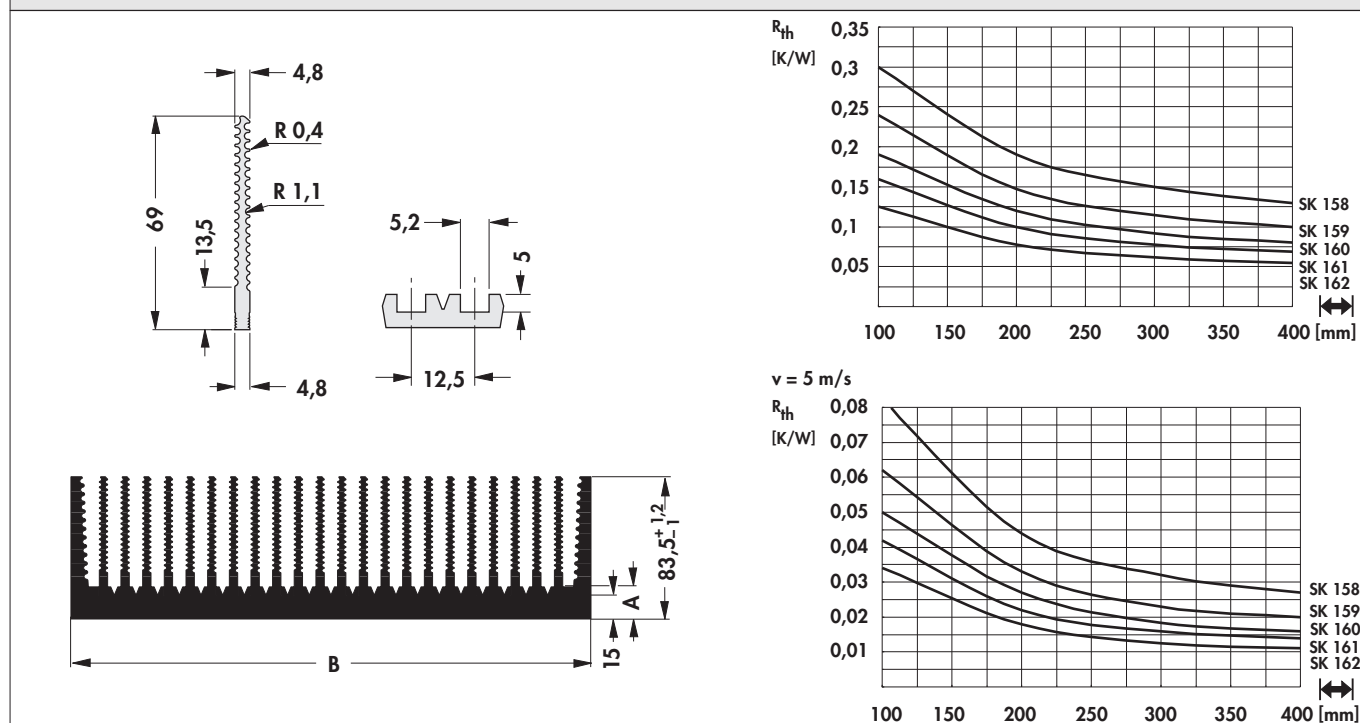 4,8
R 0,4
R 1,1
69
13,5
4,8
5,2
5
12,5
83,5 +1,2 −1
A
15
B
Rth
[K/W]
0,35
0,3
0,25
0,2
0,15
0,1
0,05
SK 158
SK 159
SK 160
SK 161
SK 162
100 150 200 250 300 350 400 [mm]
v = 5 m/s
Rth
[K/W]
0,08
0,07
0,06
0,05
0,04
0,03
0,02
0,01
SK 158
SK 159
SK 160
SK 161
SK 162
100 150 200 250 300 350 400 [mm]